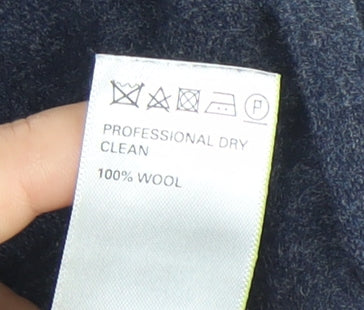 P
PROFESSIONAL DRY
CLEAN
100% WOOL